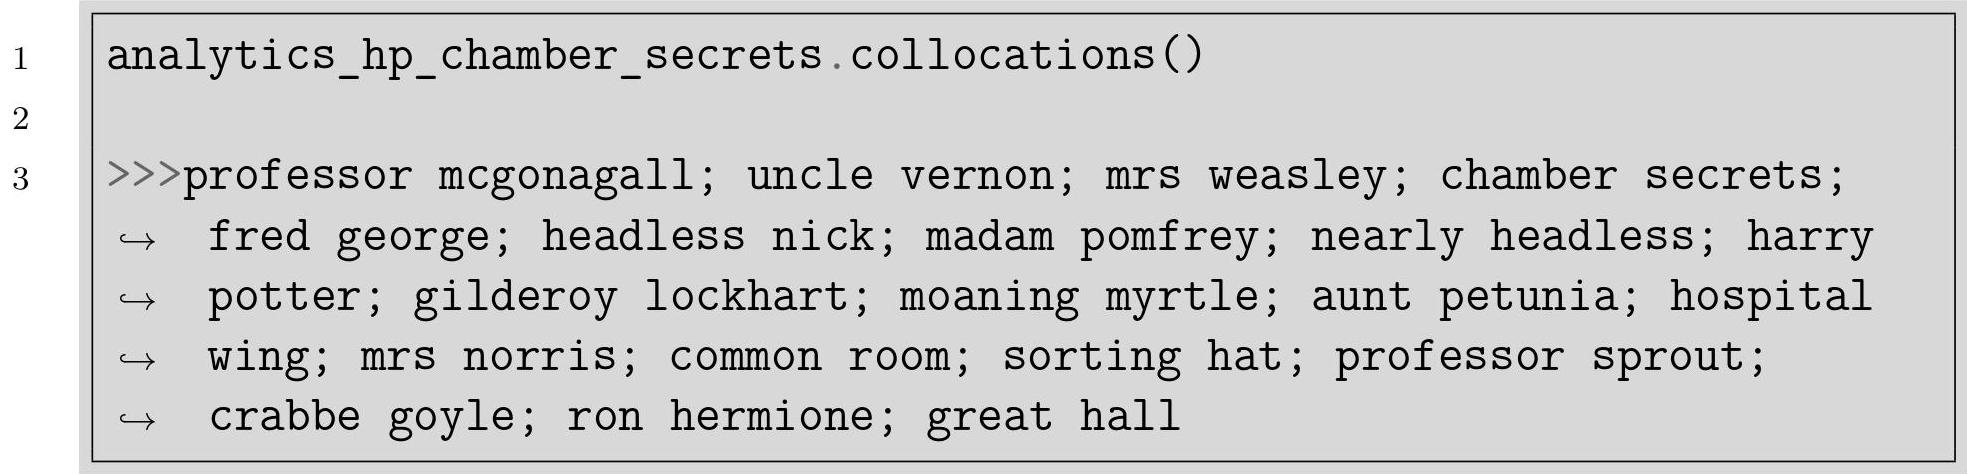 1 analytics_hp_chamber_secrets.collocations()
2
3 >>>professor mcgonagall; uncle vernon; mrs weasley; chamber secrets;
↪ fred george; headless nick; madam pomfrey; nearly headless; harry
↪ potter; gilderoy lockhart; moaning myrtle; aunt petunia; hospital
↪ wing; mrs norris; common room; sorting hat; professor sprout;
↪ crabbe goyle; ron hermione; great hall